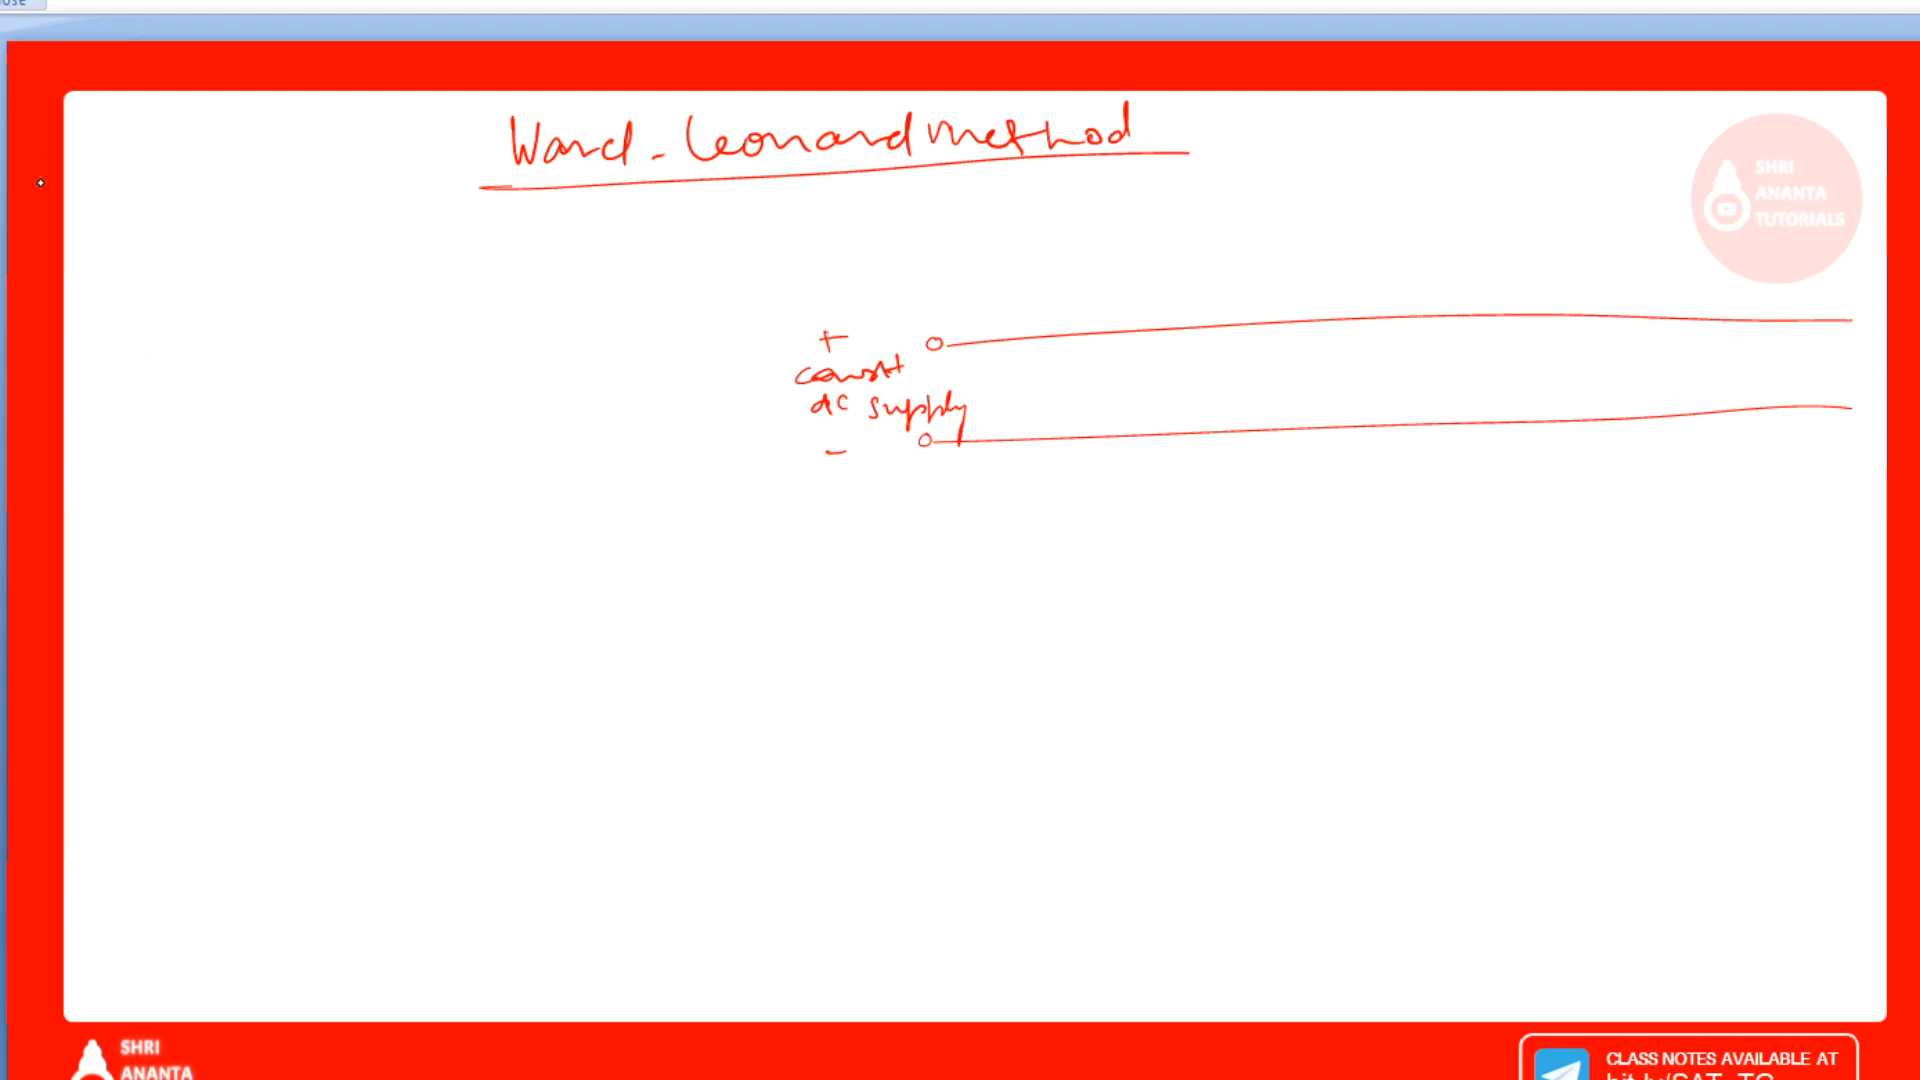 Ward-Leonard method
SHRI
ANANTA
TUTORIALS
+
const
dc supply
-
SHRI
ANANTA
CLASS NOTES AVAILABLE AT